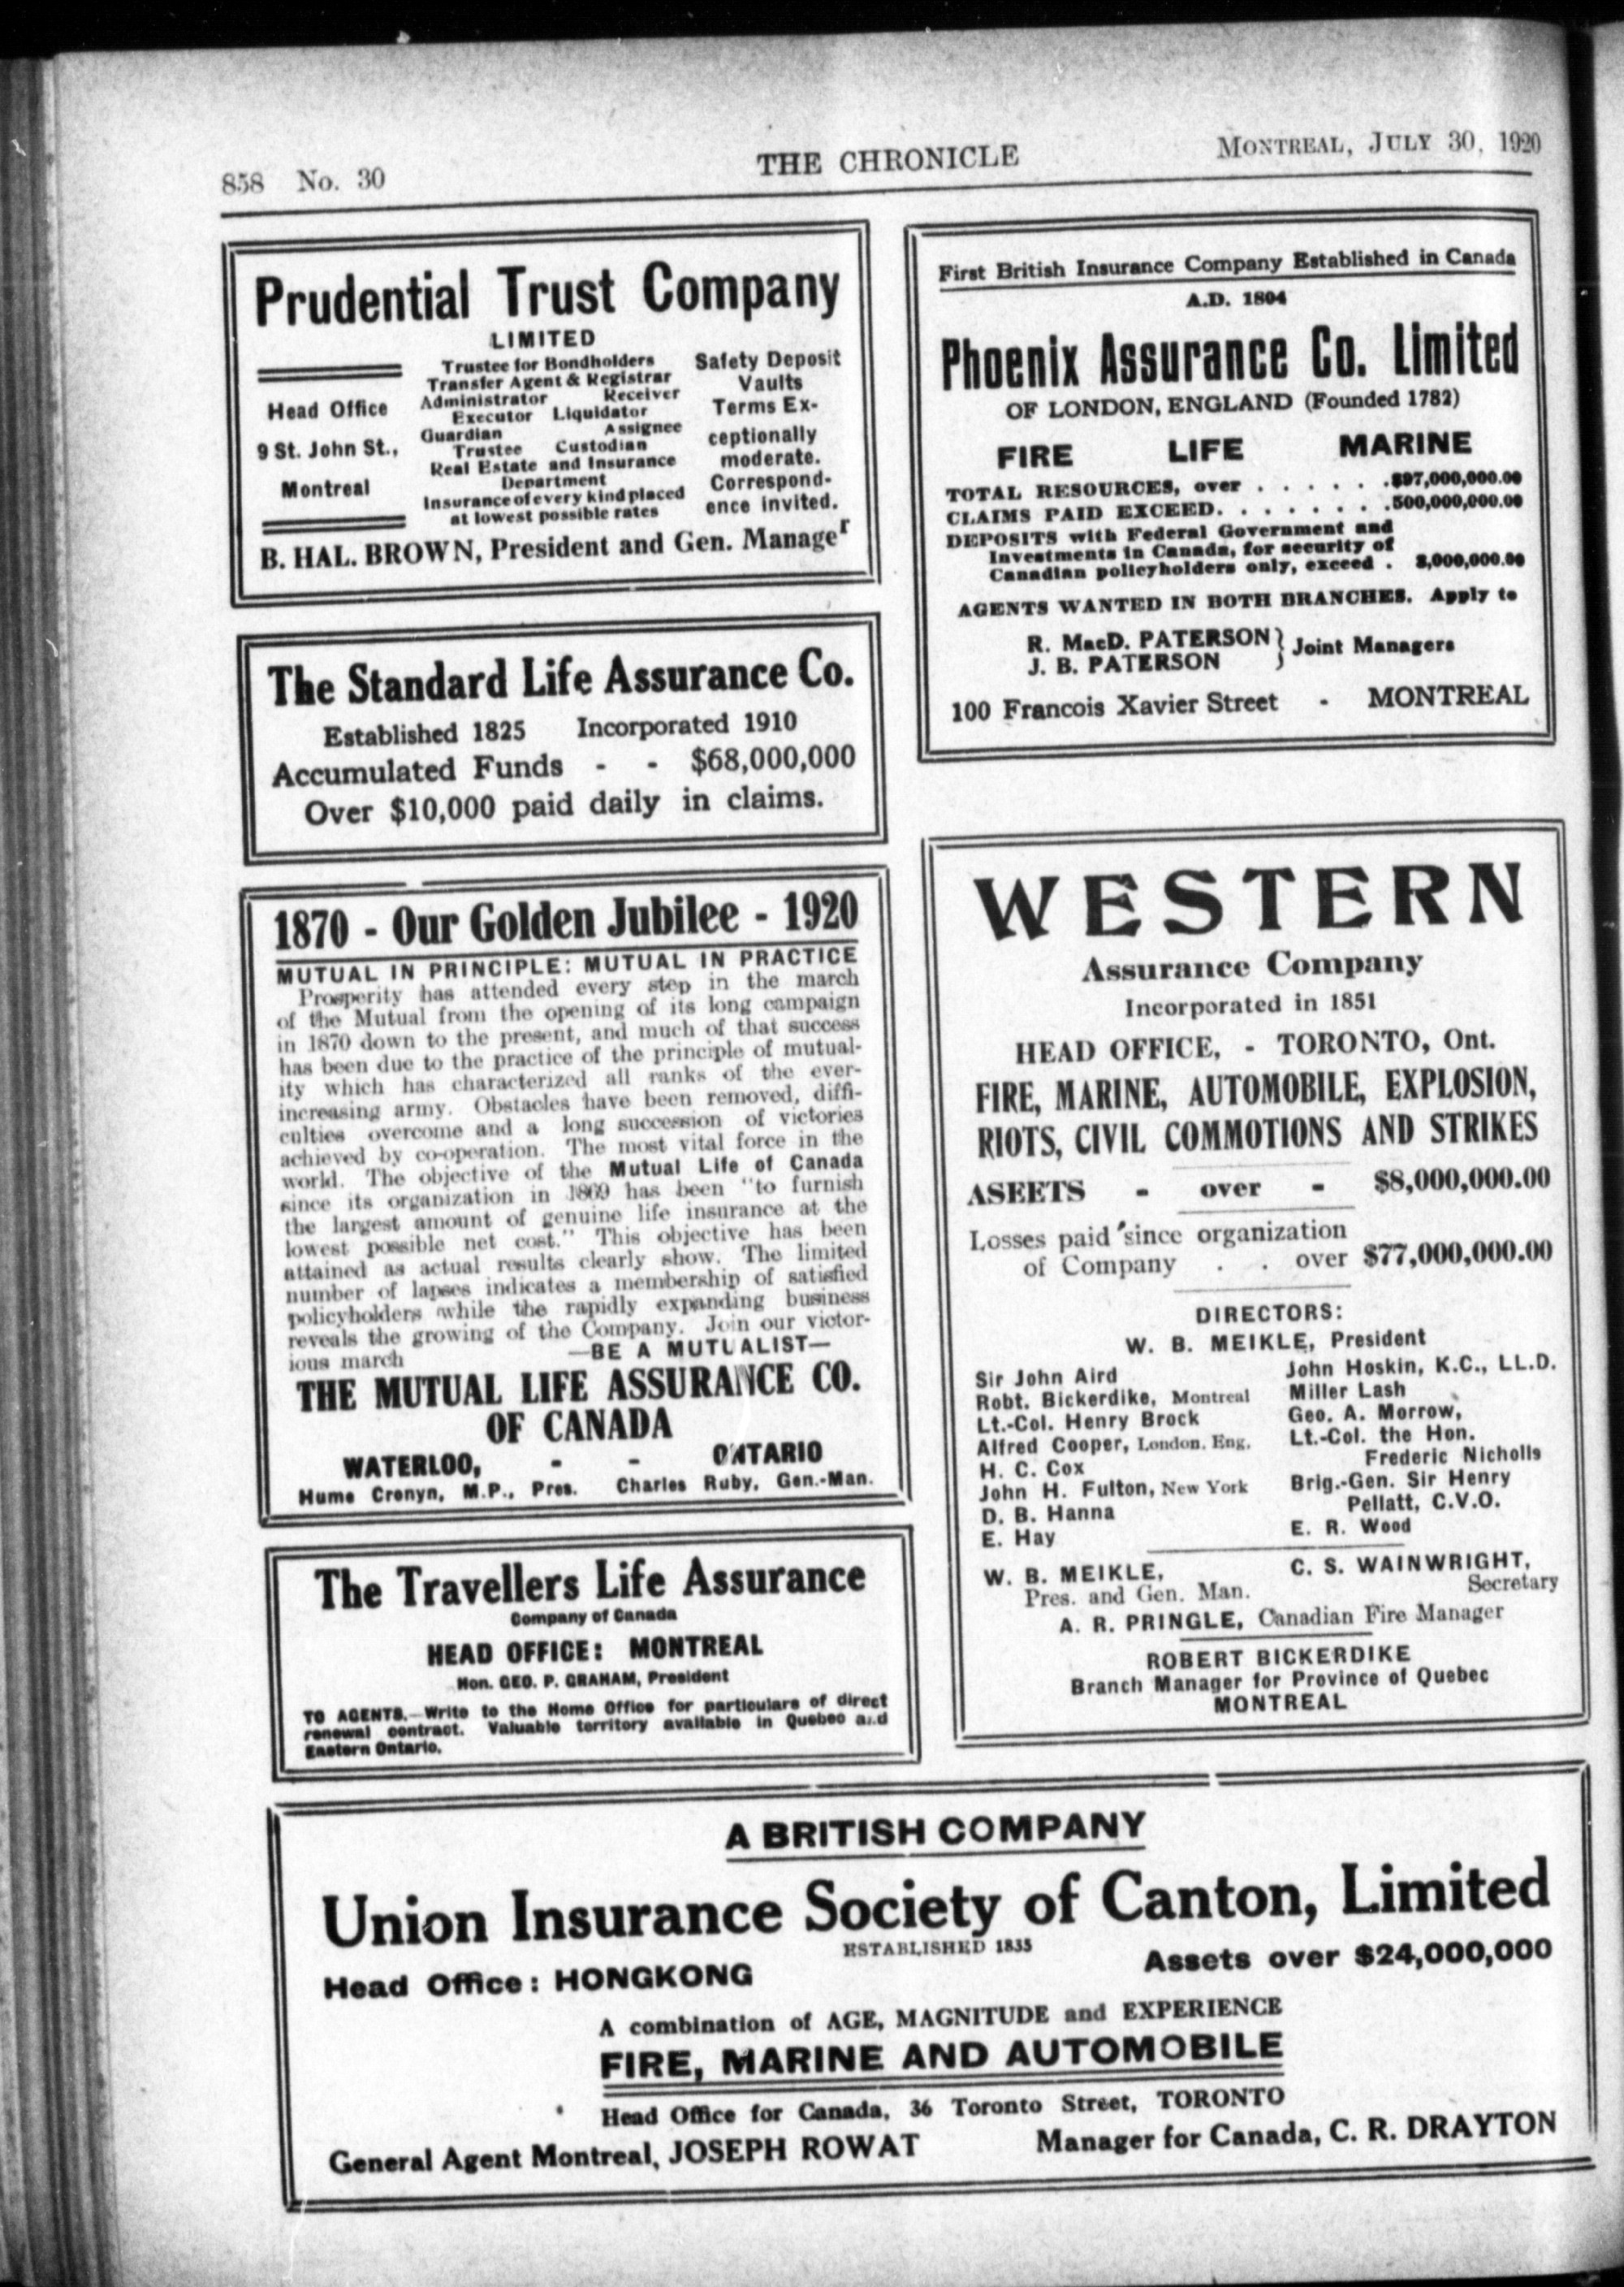 858 No. 30
THE CHRONICLE
MONTREAL, JULY 30, 1920
Prudential Trust Company
LIMITED
Head Office
9 St. John St.,
Montreal
Trustee for Bondholders
Transfer Agent & Registrar
Administrator Receiver
Executor Liquidator
Guardian Assignee
Trustee Custodian
Real Estate and Insurance
Department
Insurance of every kind placed
at lowest possible rates
Safety Deposit
Vaults
Terms Ex-
ceptionally
moderate.
Correspond-
ence invited.
B. HAL. BROWN, President and Gen. Manager
The Standard Life Assurance Co.
Established 1825 Incorporated 1910
Accumulated Funds - - $68,000,000
Over $10,000 paid daily in claims.
1870 - Our Golden Jubilee - 1920
MUTUAL IN PRINCIPLE: MUTUAL IN PRACTICE
Prosperity has attended every step in the march
of the Mutual from the opening of its long campaign
in 1870 down to the present, and much of that success
has been due to the practice of the principle of mutual-
ity which has characterized all ranks of the ever-
increasing army. Obstacles have been removed, diffi-
culties overcome and a long succession of victories
achieved by co-operation. The most vital force in the
world. The objective of the Mutual Life of Canada
since its organization in 1869 has been "to furnish
the largest amount of genuine life insurance at the
lowest possible net cost." This objective has been
attained as actual results clearly show. The limited
number of lapses indicates a membership of satisfied
policyholders while the rapidly expanding business
reveals the growing of the Company. Join our victor-
ious march —BE A MUTUALIST—
THE MUTUAL LIFE ASSURANCE CO.
OF CANADA
WATERLOO, - - ONTARIO
Hume Cronyn, M.P., Pres. Charles Ruby, Gen.-Man.
The Travellers Life Assurance
Company of Canada
HEAD OFFICE: MONTREAL
Hon. GEO. P. GRAHAM, President
TO AGENTS.—Write to the Home Office for particulars of direct
renewal contract. Valuable territory available in Quebec and
Eastern Ontario.
First British Insurance Company Established in Canada
A.D. 1804
Phoenix Assurance Co. Limited
OF LONDON, ENGLAND (Founded 1782)
FIRE LIFE MARINE
TOTAL RESOURCES, over . . . . . . $97,000,000.00
CLAIMS PAID EXCEED. . . . . . . . 500,000,000.00
DEPOSITS with Federal Government and
Investments in Canada, for security of
Canadian policyholders only, exceed . 3,000,000.00
AGENTS WANTED IN BOTH BRANCHES. Apply to
R. MacD. PATERSON } Joint Managers
J. B. PATERSON
100 Francois Xavier Street - MONTREAL
WESTERN
Assurance Company
Incorporated in 1851
HEAD OFFICE, - TORONTO, Ont.
FIRE, MARINE, AUTOMOBILE, EXPLOSION,
RIOTS, CIVIL COMMOTIONS AND STRIKES
ASEETS - over - $8,000,000.00
Losses paid since organization
of Company . . over $77,000,000.00
DIRECTORS:
W. B. MEIKLE, President
Sir John Aird
Robt. Bickerdike, Montreal
Lt.-Col. Henry Brock
Alfred Cooper, London, Eng.
H. C. Cox
John H. Fulton, New York
D. B. Hanna
E. Hay
John Hoskin, K.C., LL.D.
Miller Lash
Geo. A. Morrow,
Lt.-Col. the Hon.
Frederic Nicholls
Brig.-Gen. Sir Henry
Pellatt, C.V.O.
E. R. Wood
W. B. MEIKLE,
Pres. and Gen. Man.
C. S. WAINWRIGHT,
Secretary
A. R. PRINGLE, Canadian Fire Manager
ROBERT BICKERDIKE
Branch Manager for Province of Quebec
MONTREAL
A BRITISH COMPANY
Union Insurance Society of Canton, Limited
ESTABLISHED 1835
Head Office: HONGKONG
Assets over $24,000,000
A combination of AGE, MAGNITUDE and EXPERIENCE
FIRE, MARINE AND AUTOMOBILE
Head Office for Canada, 36 Toronto Street, TORONTO
General Agent Montreal, JOSEPH ROWAT
Manager for Canada, C. R. DRAYTON